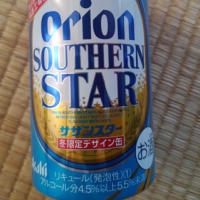 Orion
SOUTHERN
STAR
サザンスター
冬限定デザイン缶
お酒
Asahi
リキュール(発泡性)①
アルコール分4.5%以上5.5%未満